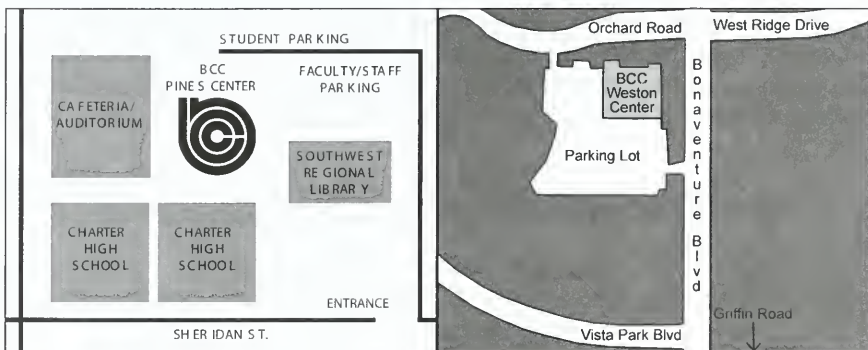 STUDENT PARKING
BCC
PINES CENTER
FACULTY/STAFF
PARKING
CAFETERIA/
AUDITORIUM
SOUTHWEST
REGIONAL
LIBRARY
CHARTER
HIGH
SCHOOL
CHARTER
HIGH
SCHOOL
ENTRANCE
SHERIDAN ST.
Orchard Road
West Ridge Drive
BCC
Weston
Center
Parking Lot
Bonaventure Blvd
Vista Park Blvd
Griffin Road